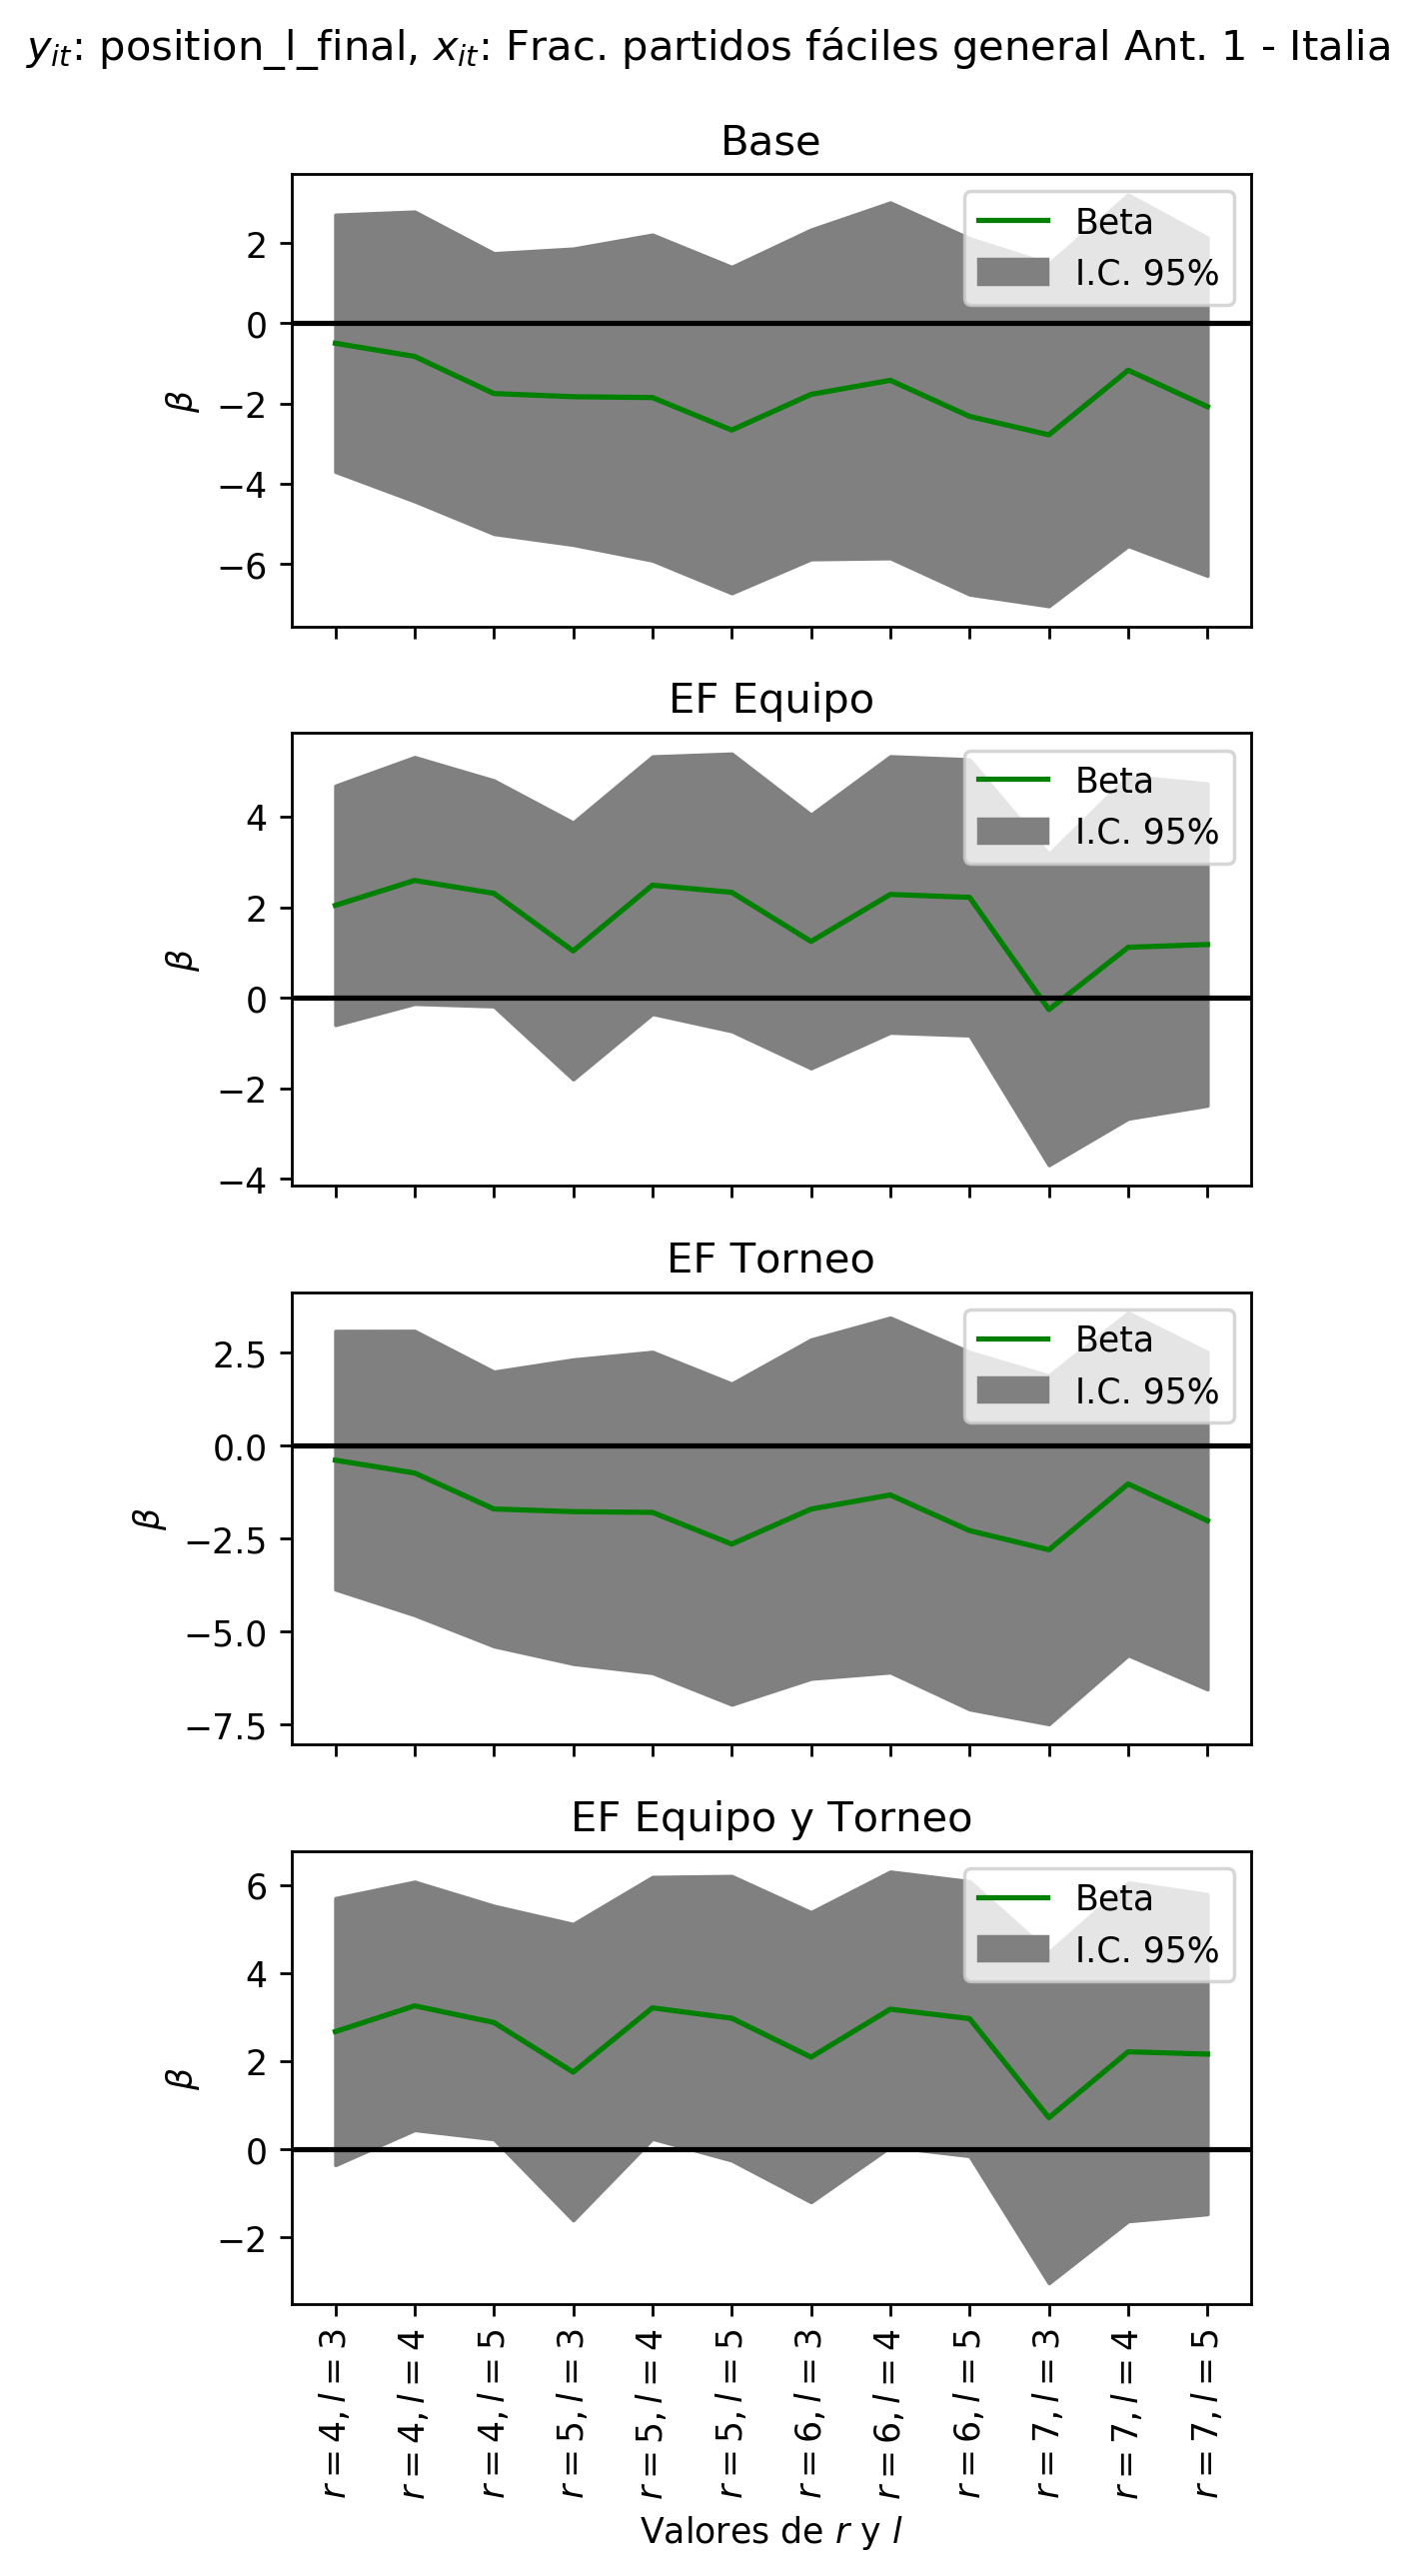 y_it: position_l_final, x_it: Frac. partidos fáciles general Ant. 1 - Italia
Base
Beta
I.C. 95%
2
0
−2
−4
−6
β
EF Equipo
Beta
I.C. 95%
4
2
0
−2
−4
β
EF Torneo
Beta
I.C. 95%
2.5
0.0
−2.5
−5.0
−7.5
β
EF Equipo y Torneo
Beta
I.C. 95%
6
4
2
0
−2
β
r = 4, l = 3
r = 4, l = 4
r = 4, l = 5
r = 5, l = 3
r = 5, l = 4
r = 5, l = 5
r = 6, l = 3
r = 6, l = 4
r = 6, l = 5
r = 7, l = 3
r = 7, l = 4
r = 7, l = 5
Valores de r y l